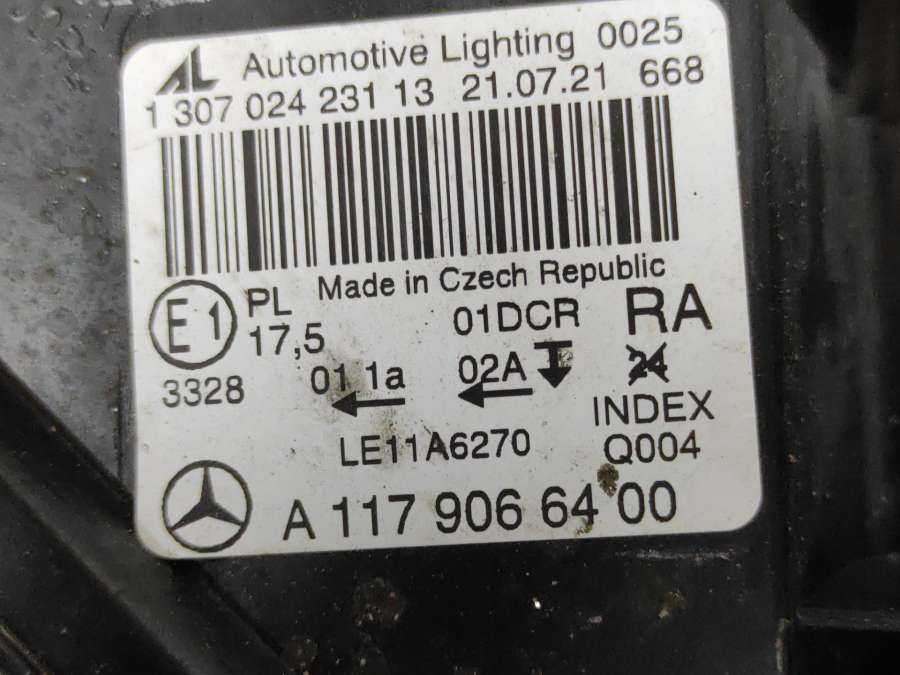 AL Automotive Lighting 0025
1 307 024 231 13 21.07.21 668
Made in Czech Republic
E1 PL 17,5 01DCR RA
3328 01 1a 02A 24
INDEX
LE11A6270 Q004
A 117 906 64 00